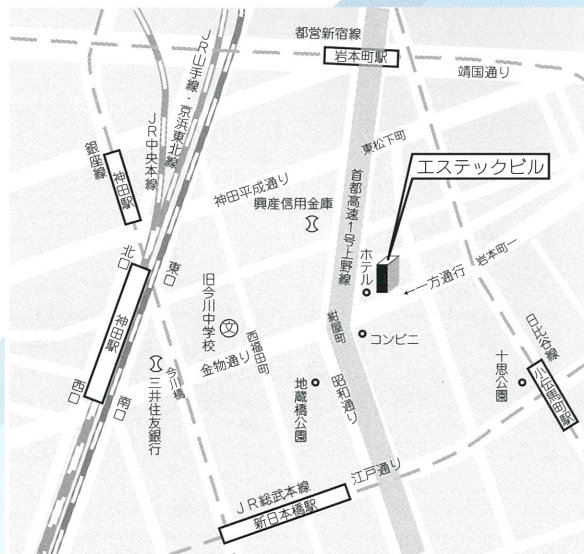 都営新宿線
岩本町駅
靖国通り
JR山手線・京浜東北線
JR中央本線
銀座線
神田駅
東松下町
エステックビル
神田平成通り
興産信用金庫
首都高速1号上野線
ホテル
←一方通行
岩本町一
北口
東口
神田駅
旧今川中学校
文
西福田町
紺屋町
コンビニ
金物通り
日比谷線
小伝馬町駅
十思公園
西口
南口
今川橋
三井住友銀行
地蔵橋公園
昭和通り
江戸通り
JR総武本線
新日本橋駅